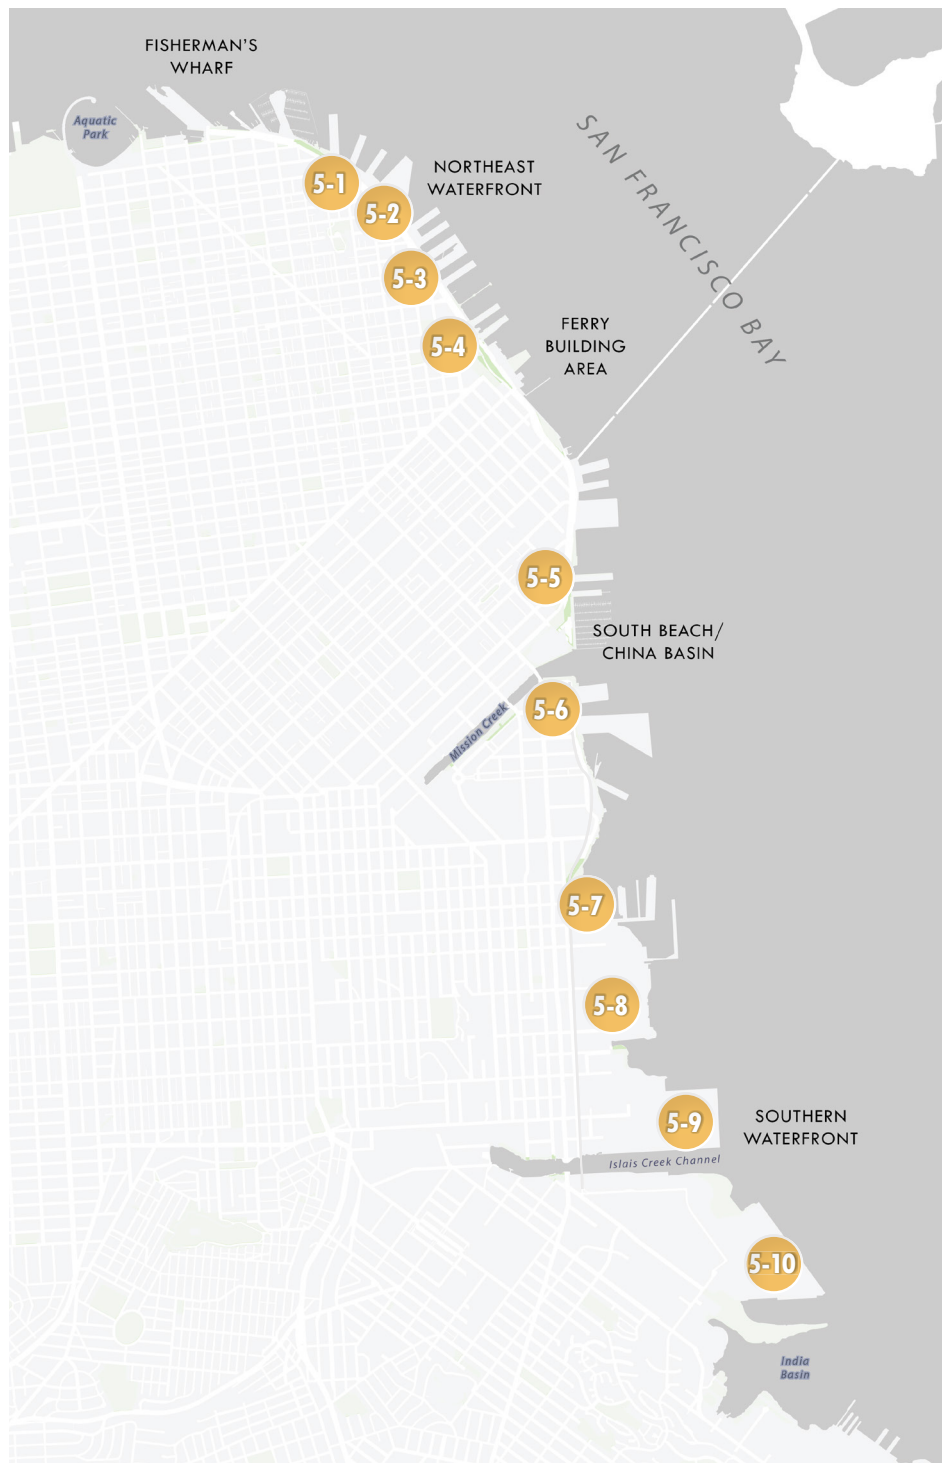 FISHERMAN'S
WHARF
Aquatic
Park
SAN FRANCISCO BAY
NORTHEAST
WATERFRONT
5-1
5-2
5-3
5-4
FERRY
BUILDING
AREA
5-5
SOUTH BEACH/
CHINA BASIN
5-6
Mission Creek
5-7
5-8
5-9
SOUTHERN
WATERFRONT
Islais Creek Channel
5-10
India
Basin